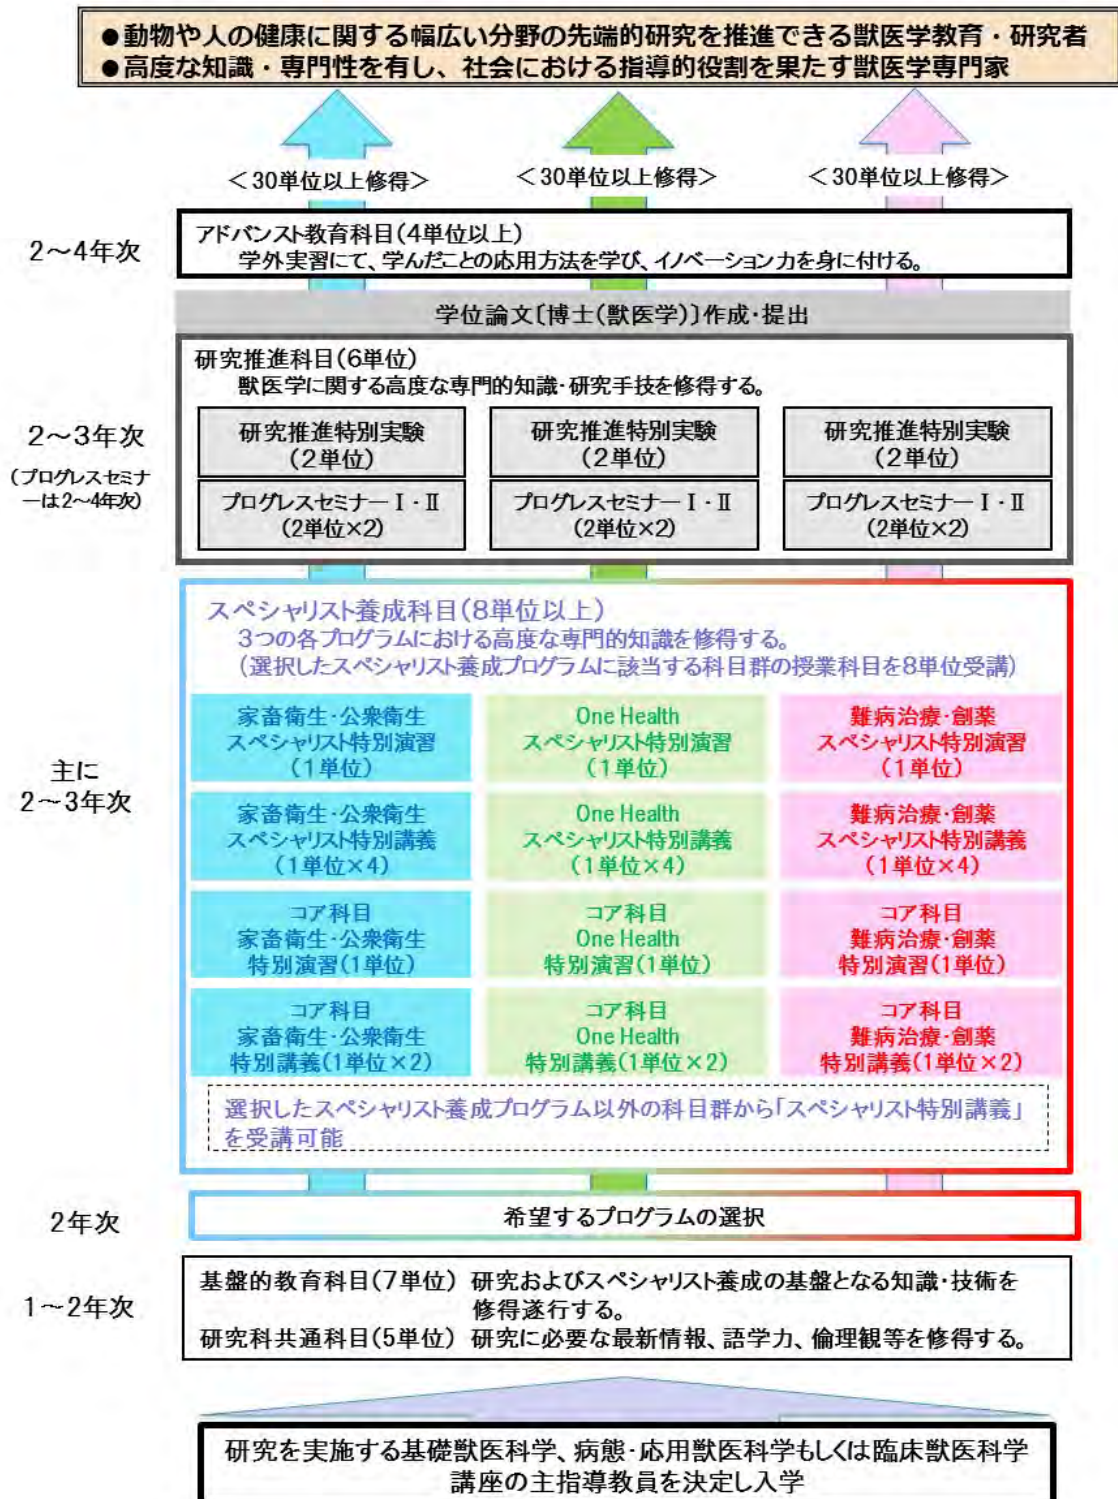 ●動物や人の健康に関する幅広い分野の先端的研究を推進できる獣医学教育・研究者
●高度な知識・専門性を有し、社会における指導的役割を果たす獣医学専門家
＜30単位以上修得＞
＜30単位以上修得＞
＜30単位以上修得＞
2～4年次
アドバンスト教育科目(4単位以上)
学外実習にて、学んだことの応用方法を学び、イノベーション力を身に付ける。
学位論文〔博士(獣医学)〕作成･提出
2～3年次
(プログレスセミナ
ーは2～4年次)
研究推進科目(6単位)
獣医学に関する高度な専門的知識･研究手技を修得する。
研究推進特別実験
(2単位)
研究推進特別実験
(2単位)
研究推進特別実験
(2単位)
プログレスセミナーⅠ・Ⅱ
(2単位×2)
プログレスセミナーⅠ・Ⅱ
(2単位×2)
プログレスセミナーⅠ・Ⅱ
(2単位×2)
主に
2～3年次
スペシャリスト養成科目(8単位以上)
3つの各プログラムにおける高度な専門的知識を修得する。
(選択したスペシャリスト養成プログラムに該当する科目群の授業科目を8単位受講)
家畜衛生･公衆衛生
スペシャリスト特別演習
(1単位)
One Health
スペシャリスト特別演習
(1単位)
難病治療･創薬
スペシャリスト特別演習
(1単位)
家畜衛生･公衆衛生
スペシャリスト特別講義
(1単位×4)
One Health
スペシャリスト特別講義
(1単位×4)
難病治療･創薬
スペシャリスト特別講義
(1単位×4)
コア科目
家畜衛生･公衆衛生
特別演習(1単位)
コア科目
One Health
特別演習(1単位)
コア科目
難病治療･創薬
特別演習(1単位)
コア科目
家畜衛生･公衆衛生
特別講義(1単位×2)
コア科目
One Health
特別講義(1単位×2)
コア科目
難病治療･創薬
特別講義(1単位×2)
選択したスペシャリスト養成プログラム以外の科目群から「スペシャリスト特別講義」
を受講可能
2年次
希望するプログラムの選択
1～2年次
基盤的教育科目(7単位) 研究およびスペシャリスト養成の基盤となる知識･技術を
修得遂行する。
研究科共通科目(5単位) 研究に必要な最新情報、語学力、倫理観等を修得する。
研究を実施する基礎獣医科学、病態･応用獣医科学もしくは臨床獣医科学
講座の主指導教員を決定し入学